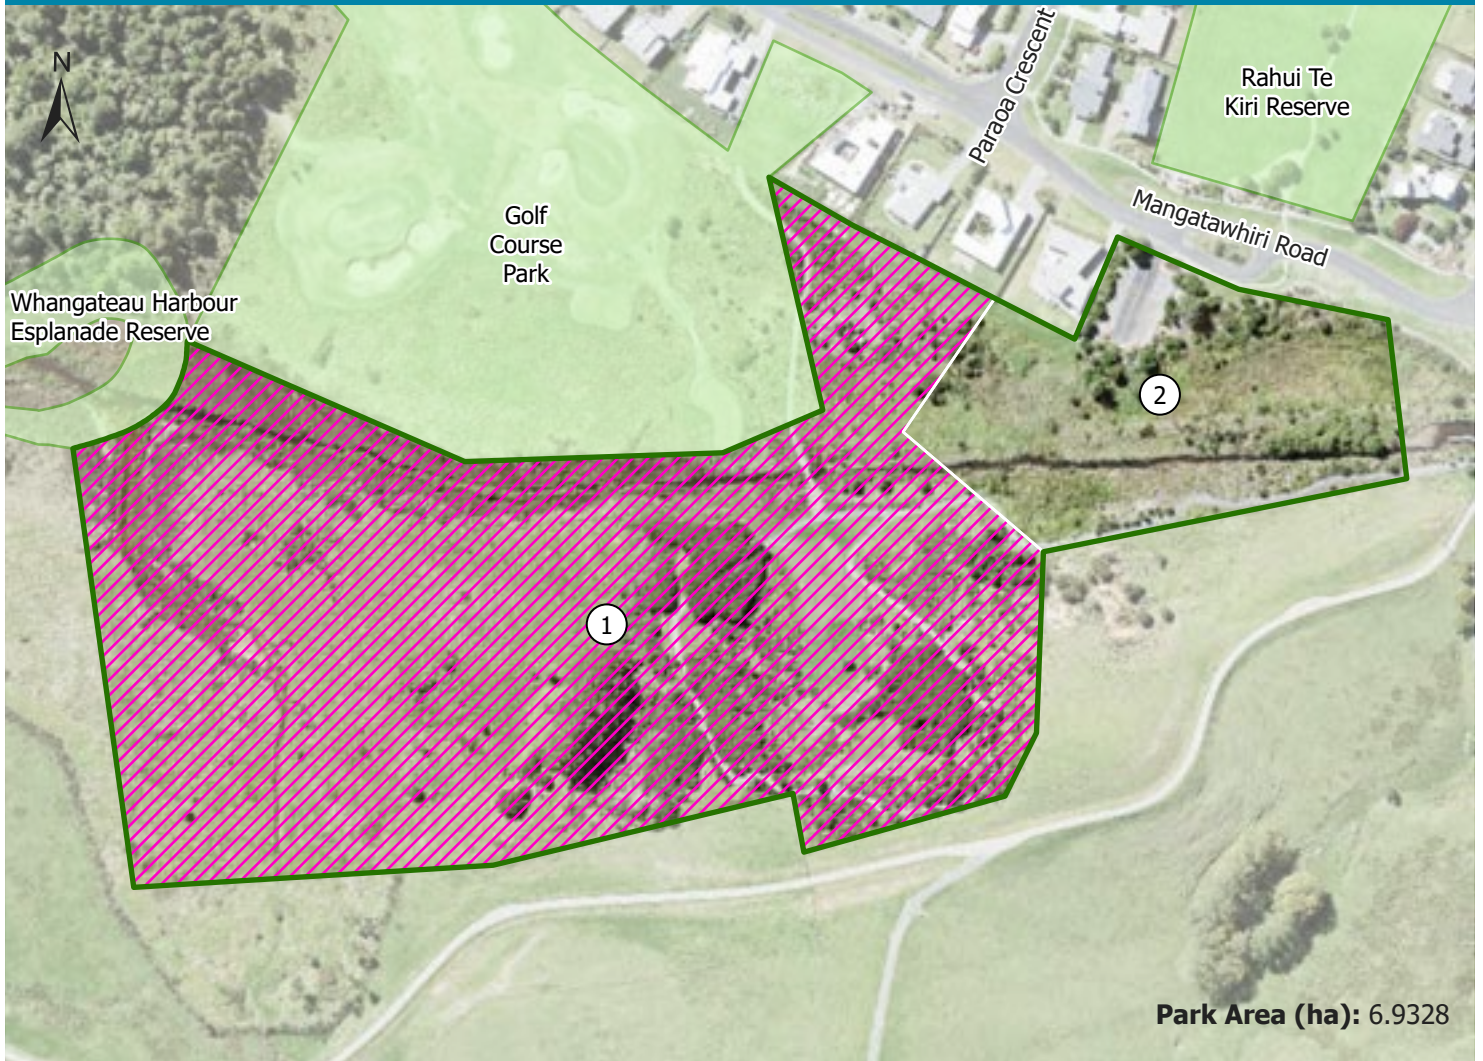 N
Paraoa Crescent
Rahui Te
Kiri Reserve
Mangatawhiri Road
Golf
Course
Park
Whangateau Harbour
Esplanade Reserve
2
1
Park Area (ha): 6.9328